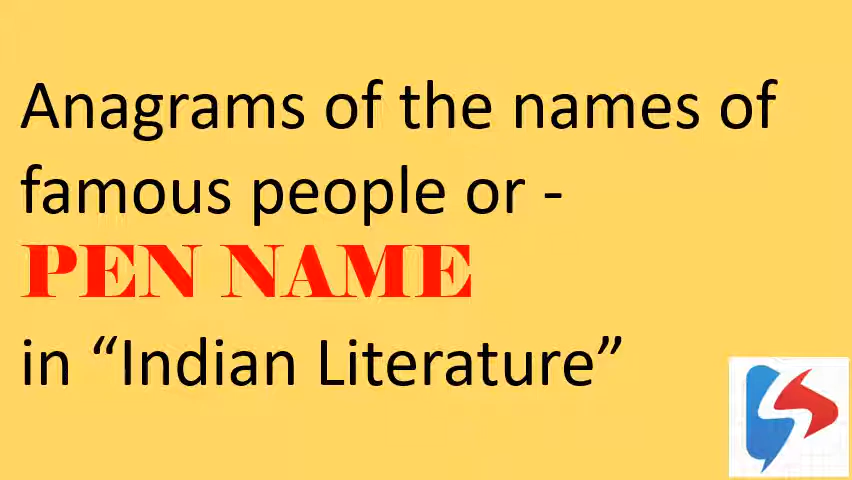 Anagrams of the names of
famous people or -
PEN NAME
in “Indian Literature”